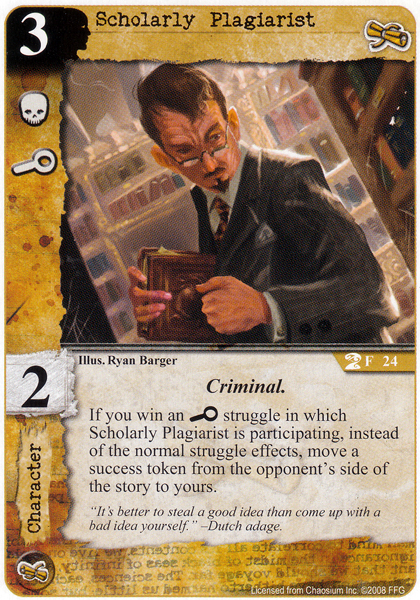 3
Scholarly Plagiarist
Illus. Ryan Barger
F 24
2
Character
Criminal.
If you win an struggle in which
Scholarly Plagiarist is participating, instead
of the normal struggle effects, move a
success token from the opponent's side of
the story to yours.
"It's better to steal a good idea than come up with a
bad idea yourself." –Dutch adage.
Licensed from Chaosium Inc. ©2008 FFG